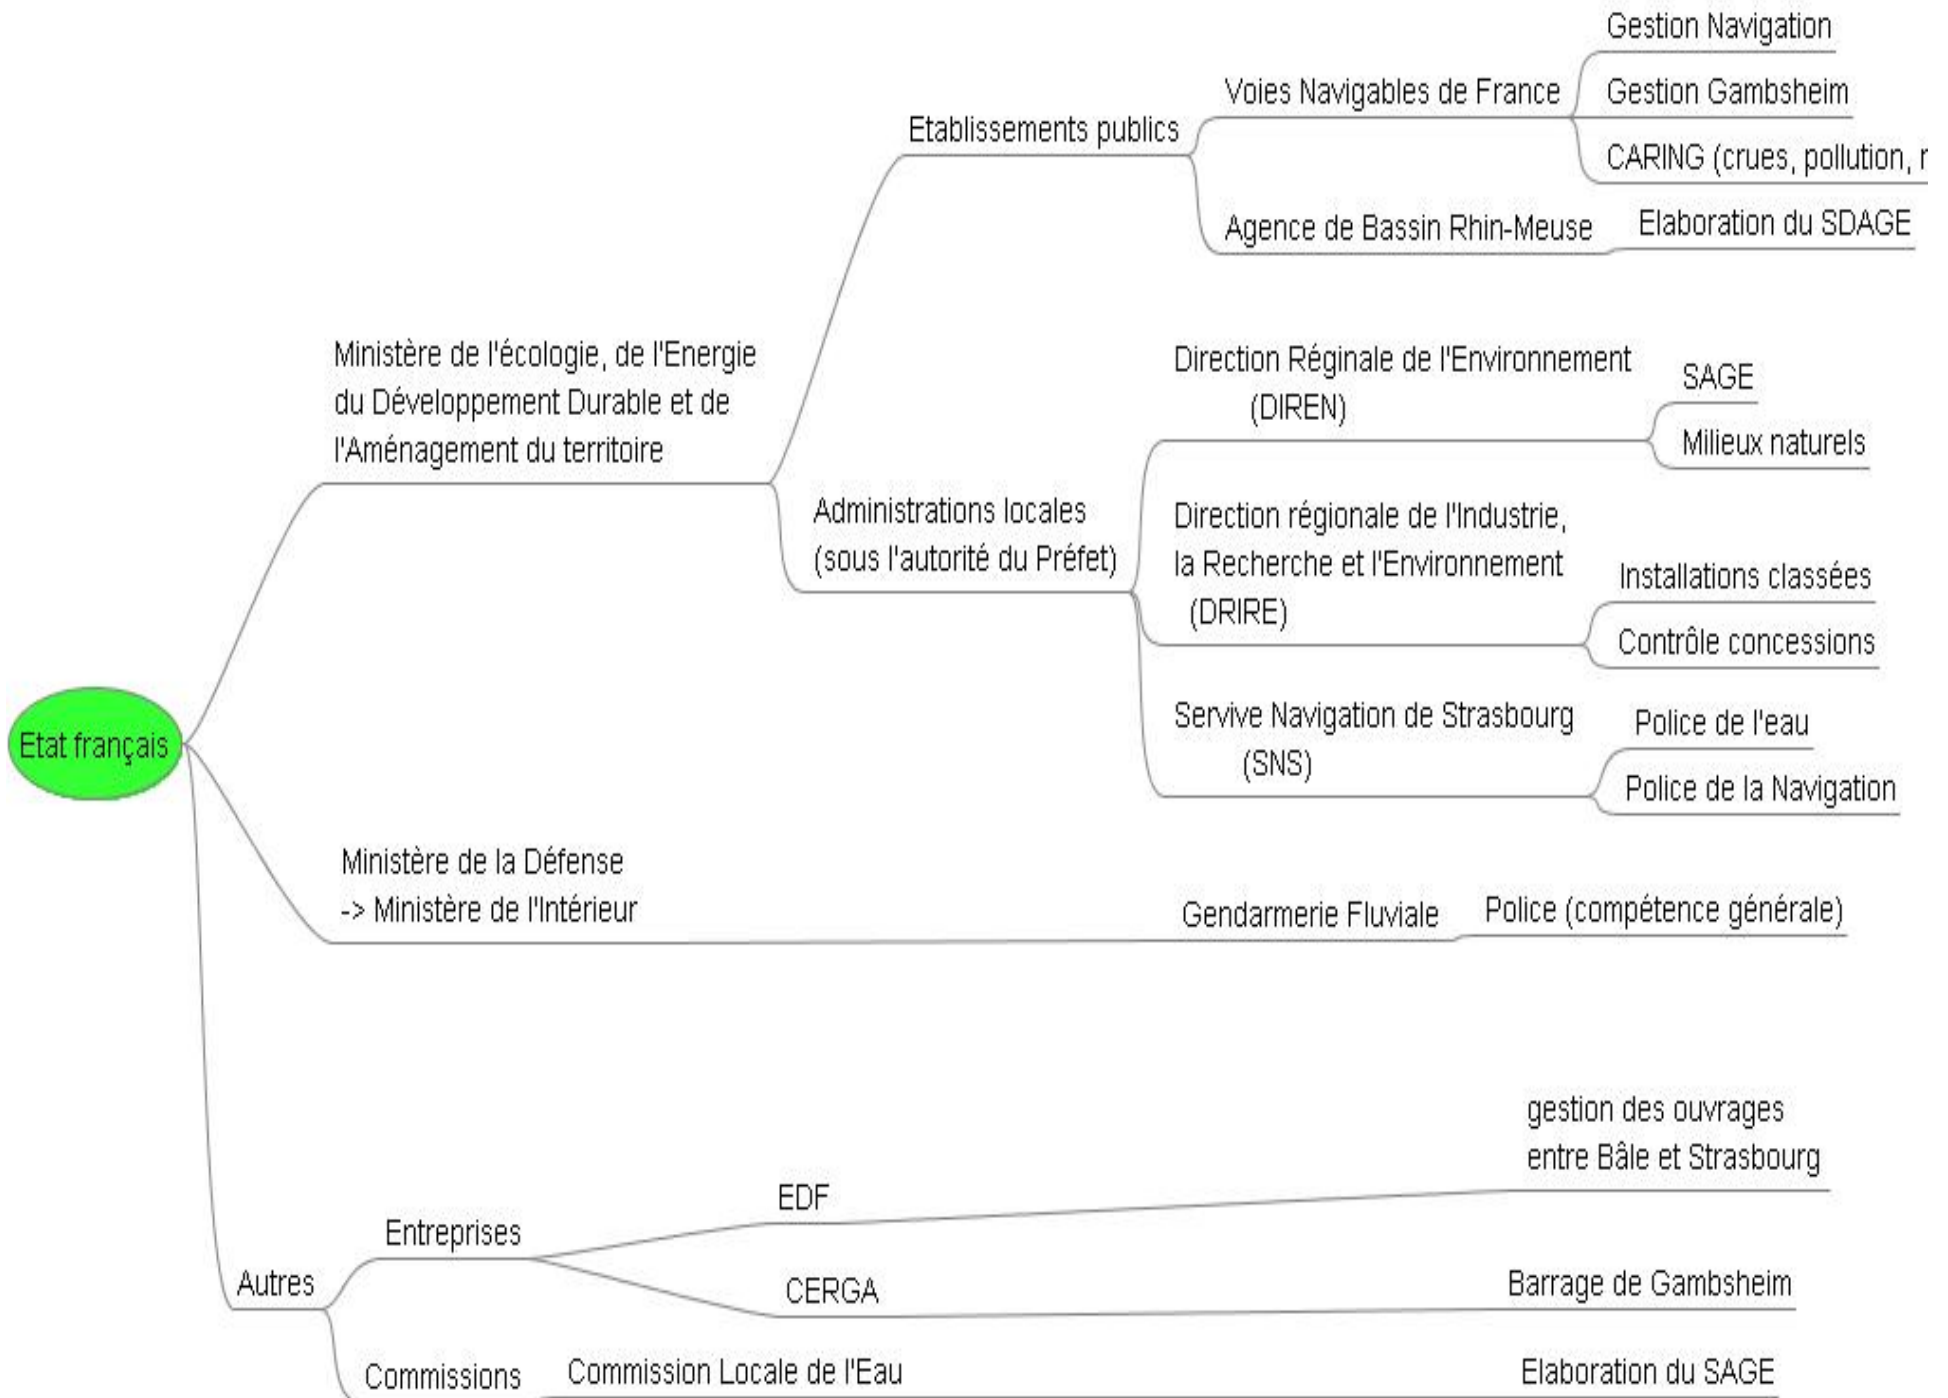 Gestion Navigation
Voies Navigables de France
Gestion Gambsheim
CARING (crues, pollution,
Etablissements publics
Agence de Bassin Rhin-Meuse
Elaboration du SDAGE
Ministère de l'écologie, de l'Energie
du Développement Durable et de
l'Aménagement du territoire
Direction Réginale de l'Environnement
(DIREN)
SAGE
Milieux naturels
Administrations locales
(sous l'autorité du Préfet)
Direction régionale de l'Industrie,
la Recherche et l'Environnement
(DRIRE)
Installations classées
Contrôle concessions
Servive Navigation de Strasbourg
(SNS)
Police de l'eau
Police de la Navigation
Etat français
Ministère de la Défense
-> Ministère de l'Intérieur
Gendarmerie Fluviale
Police (compétence générale)
Autres
Entreprises
EDF
gestion des ouvrages
entre Bâle et Strasbourg
CERGA
Barrage de Gambsheim
Commissions
Commission Locale de l'Eau
Elaboration du SAGE